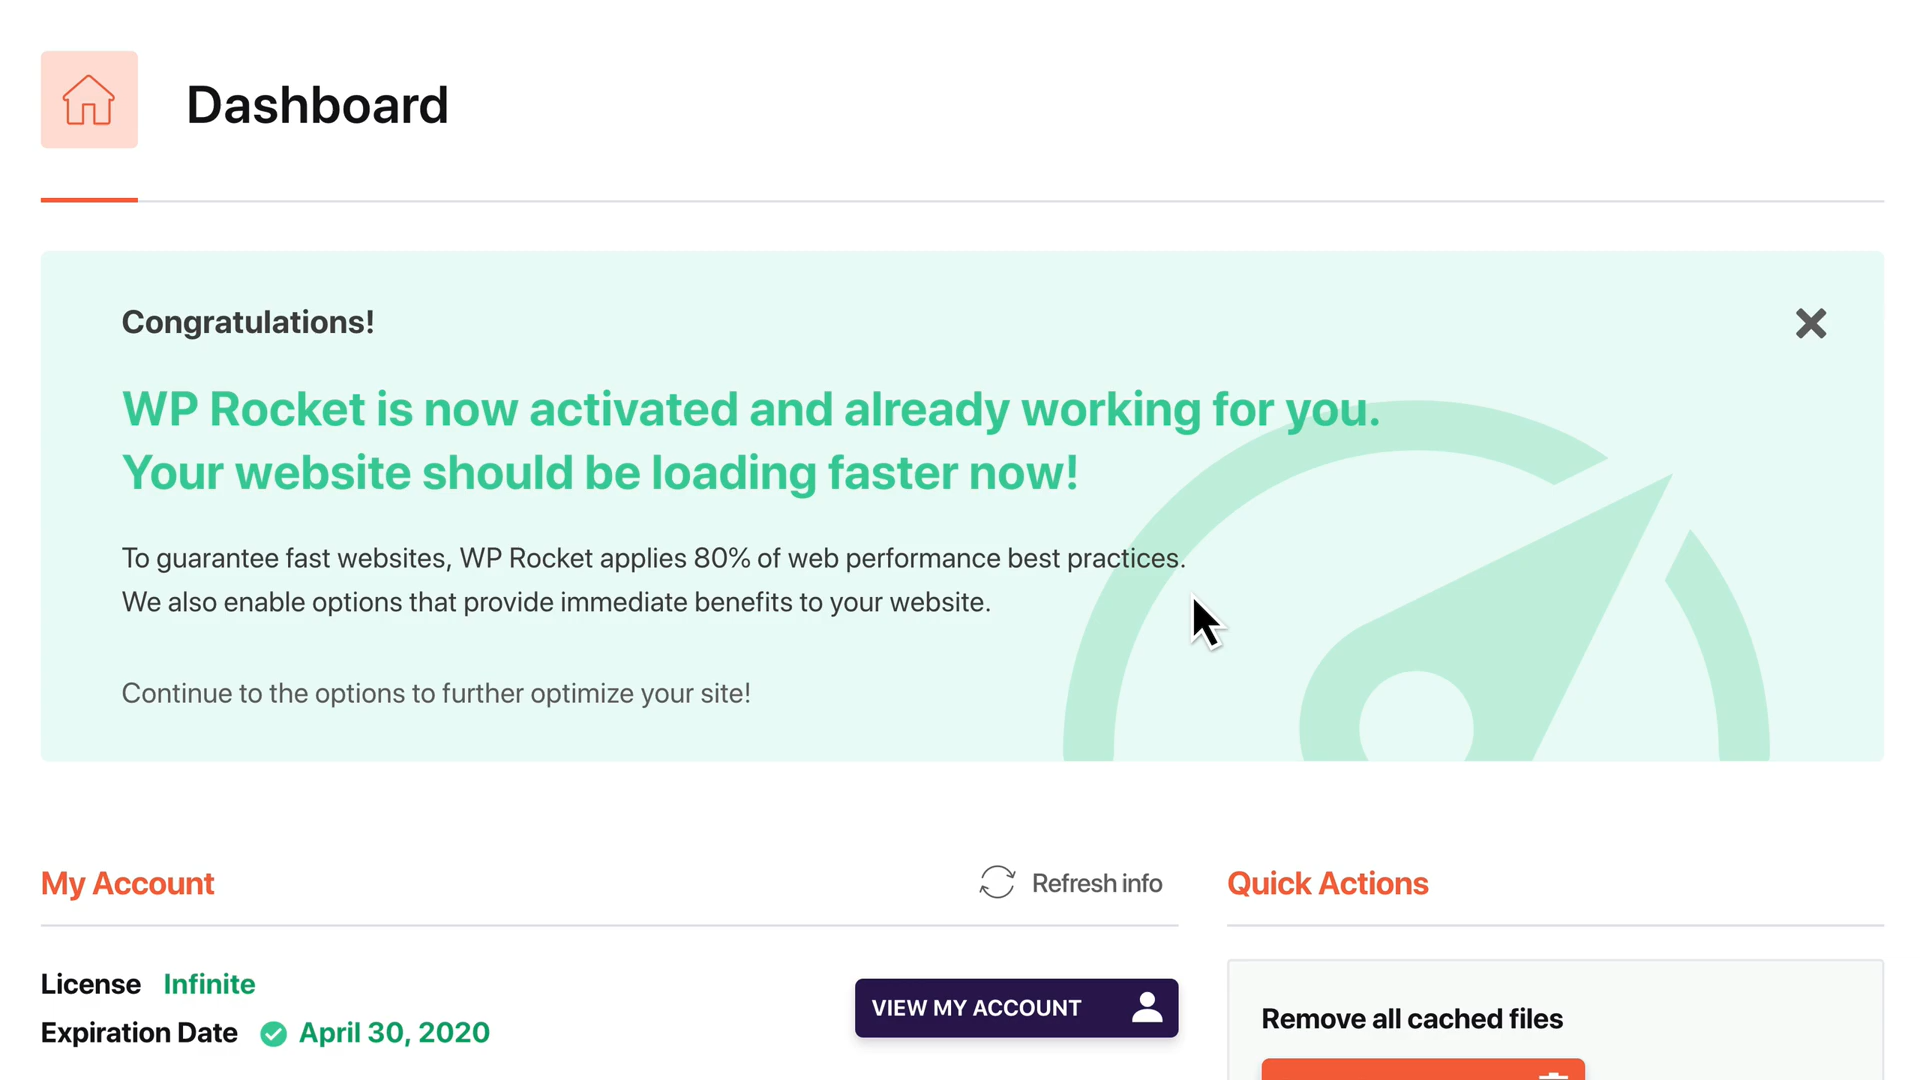 Dashboard
Congratulations!
WP Rocket is now activated and already working for you.
Your website should be loading faster now!
To guarantee fast websites, WP Rocket applies 80% of web performance best practices.
We also enable options that provide immediate benefits to your website.
Continue to the options to further optimize your site!
My Account
Refresh info
License Infinite
Expiration Date April 30, 2020
VIEW MY ACCOUNT
Quick Actions
Remove all cached files